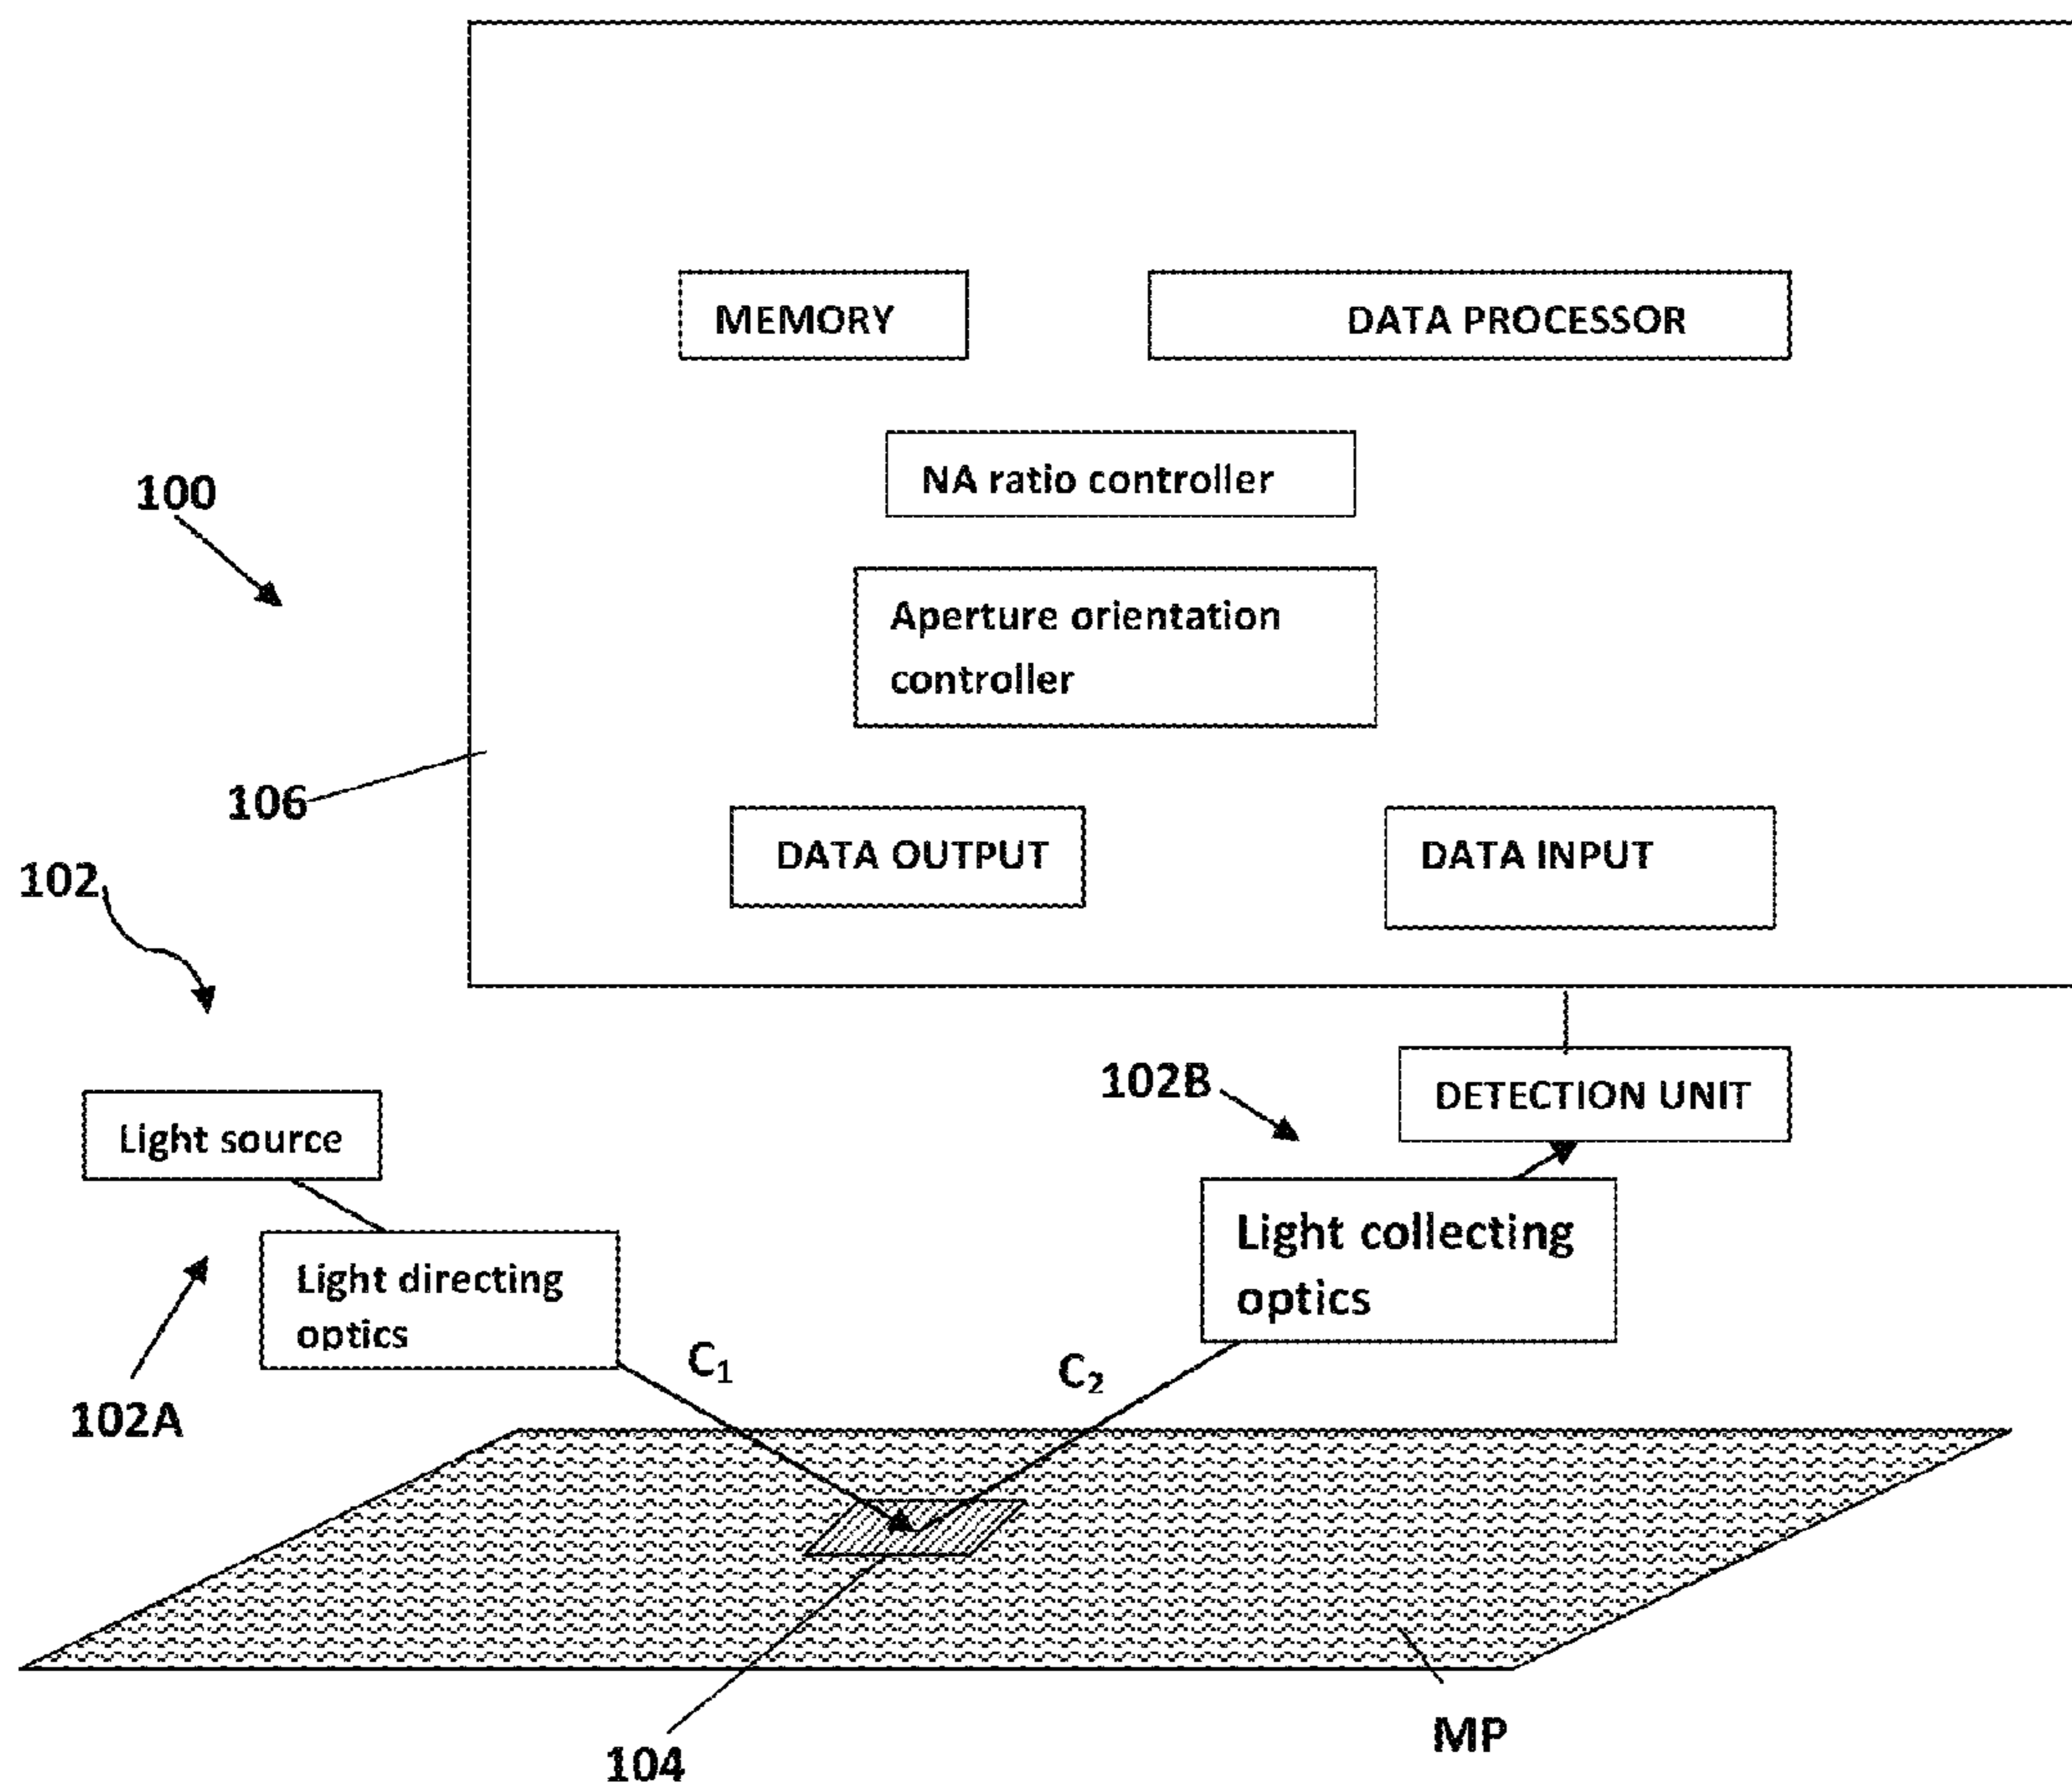 MEMORY
DATA PROCESSOR
NA ratio controller
100
Aperture orientation
controller
106
DATA OUTPUT
DATA INPUT
102
102B
DETECTION UNIT
Light source
Light collecting
optics
Light directing
optics
C₁
C₂
102A
104
MP